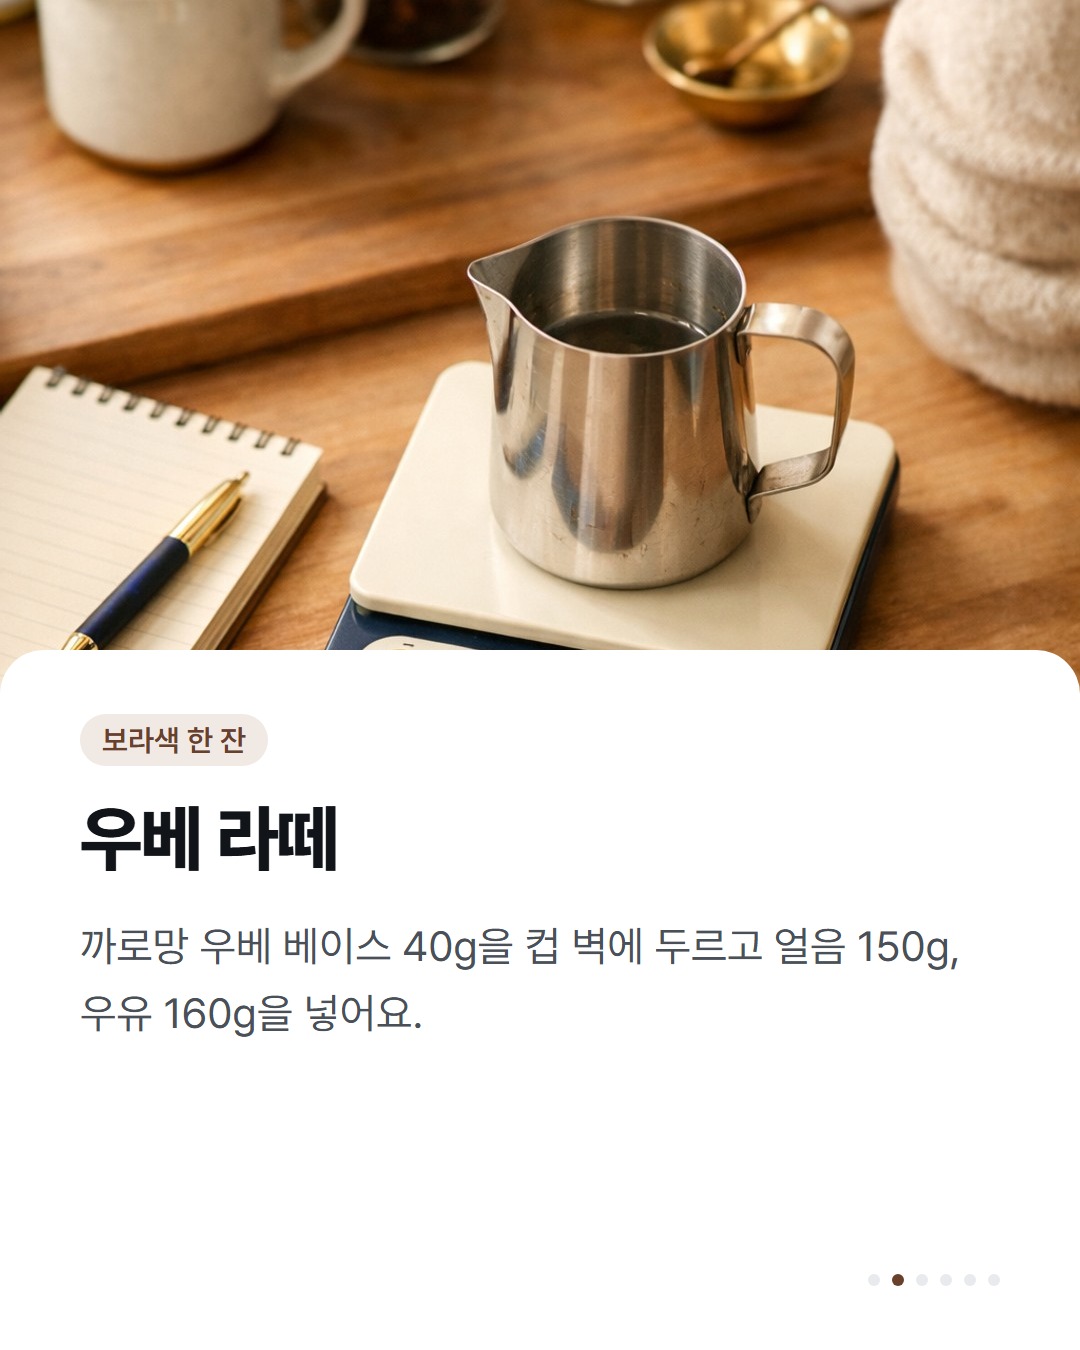 보라색 한 잔
우베 라떼
까로망 우베 베이스 40g을 컵 벽에 두르고 얼음 150g,
우유 160g을 넣어요.